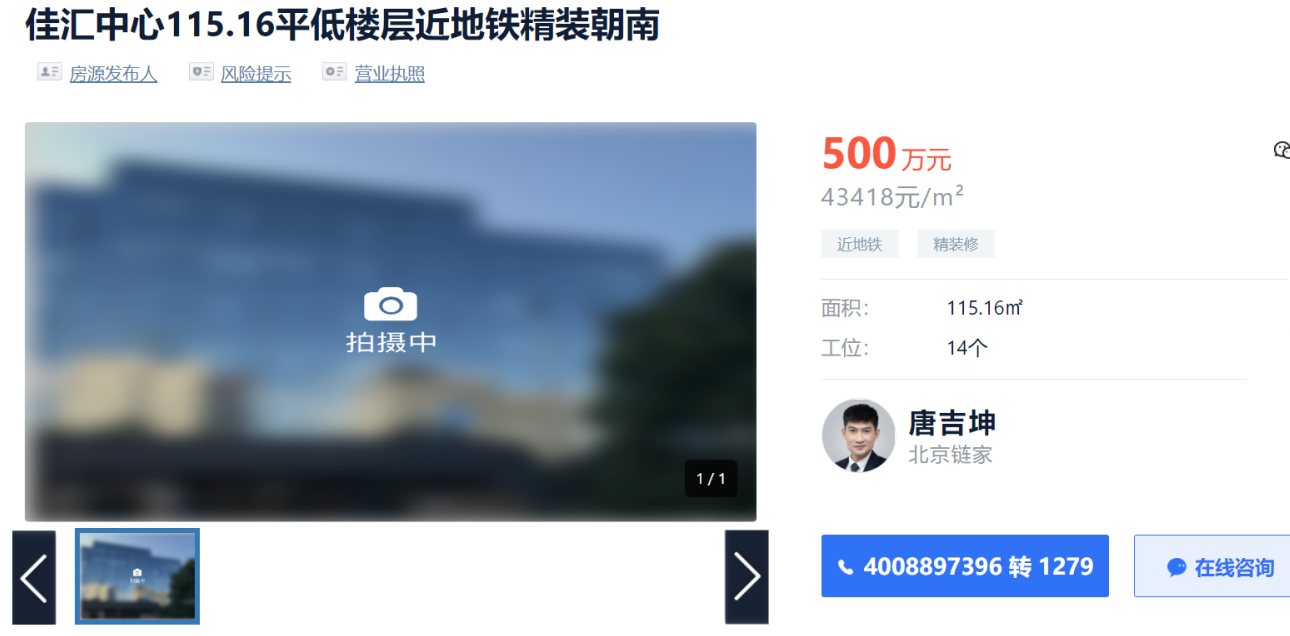 佳汇中心115.16平低楼层近地铁精装朝南
房源发布人 风险提示 营业执照
500万元
43418元/m²
近地铁 精装修
面积: 115.16㎡
工位: 14个
拍摄中
1 / 1
唐吉坤
北京链家
4008897396 转 1279
在线咨询